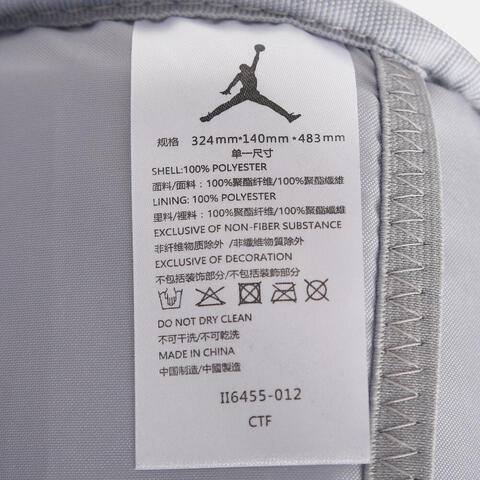 规格 324mm*140mm*483mm
单一尺寸
SHELL:100% POLYESTER
面料/面料：100%聚酯纤维/100%聚酯纖維
LINING: 100% POLYESTER
里料/裡料：100%聚酯纤维/100%聚酯纖維
EXCLUSIVE OF NON-FIBER SUBSTANCE
非纤维物质除外 /非纖維物質除外
EXCLUSIVE OF DECORATION
不包括装饰部分/不包括裝飾部分
DO NOT DRY CLEAN
不可干洗/不可乾洗
MADE IN CHINA
中国制造/中國製造
II6455-012
CTF